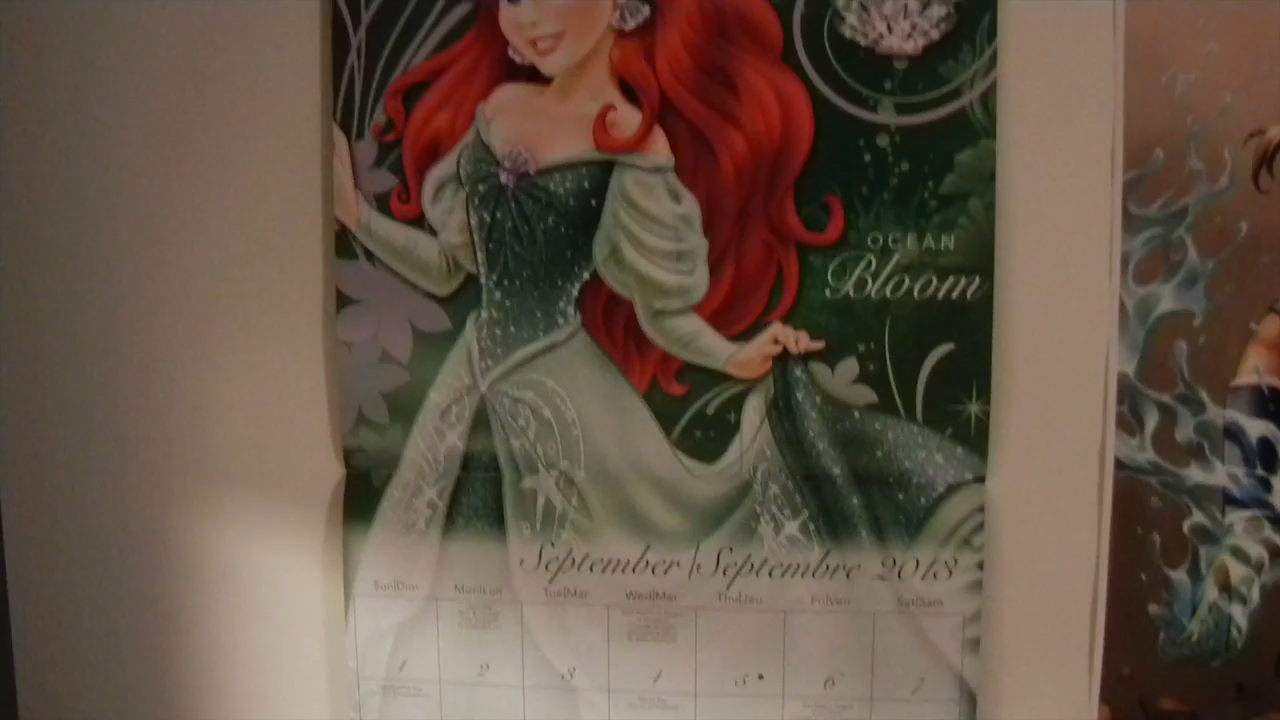 OCEAN
Bloom
September|Septembre 2013
Sun|Dim Mon|Lun Tue|Mar Wed|Mer Thu|Jeu Fri|Ven Sat|Sam
1 2 3 4 5 6 7